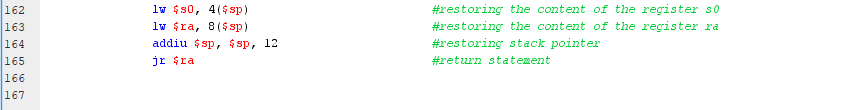 162 lw $s0, 4($sp) #restoring the content of the register s0
163 lw $ra, 8($sp) #restoring the content of the register ra
164 addiu $sp, $sp, 12 #restoring stack pointer
165 jr $ra #return statement
166
167